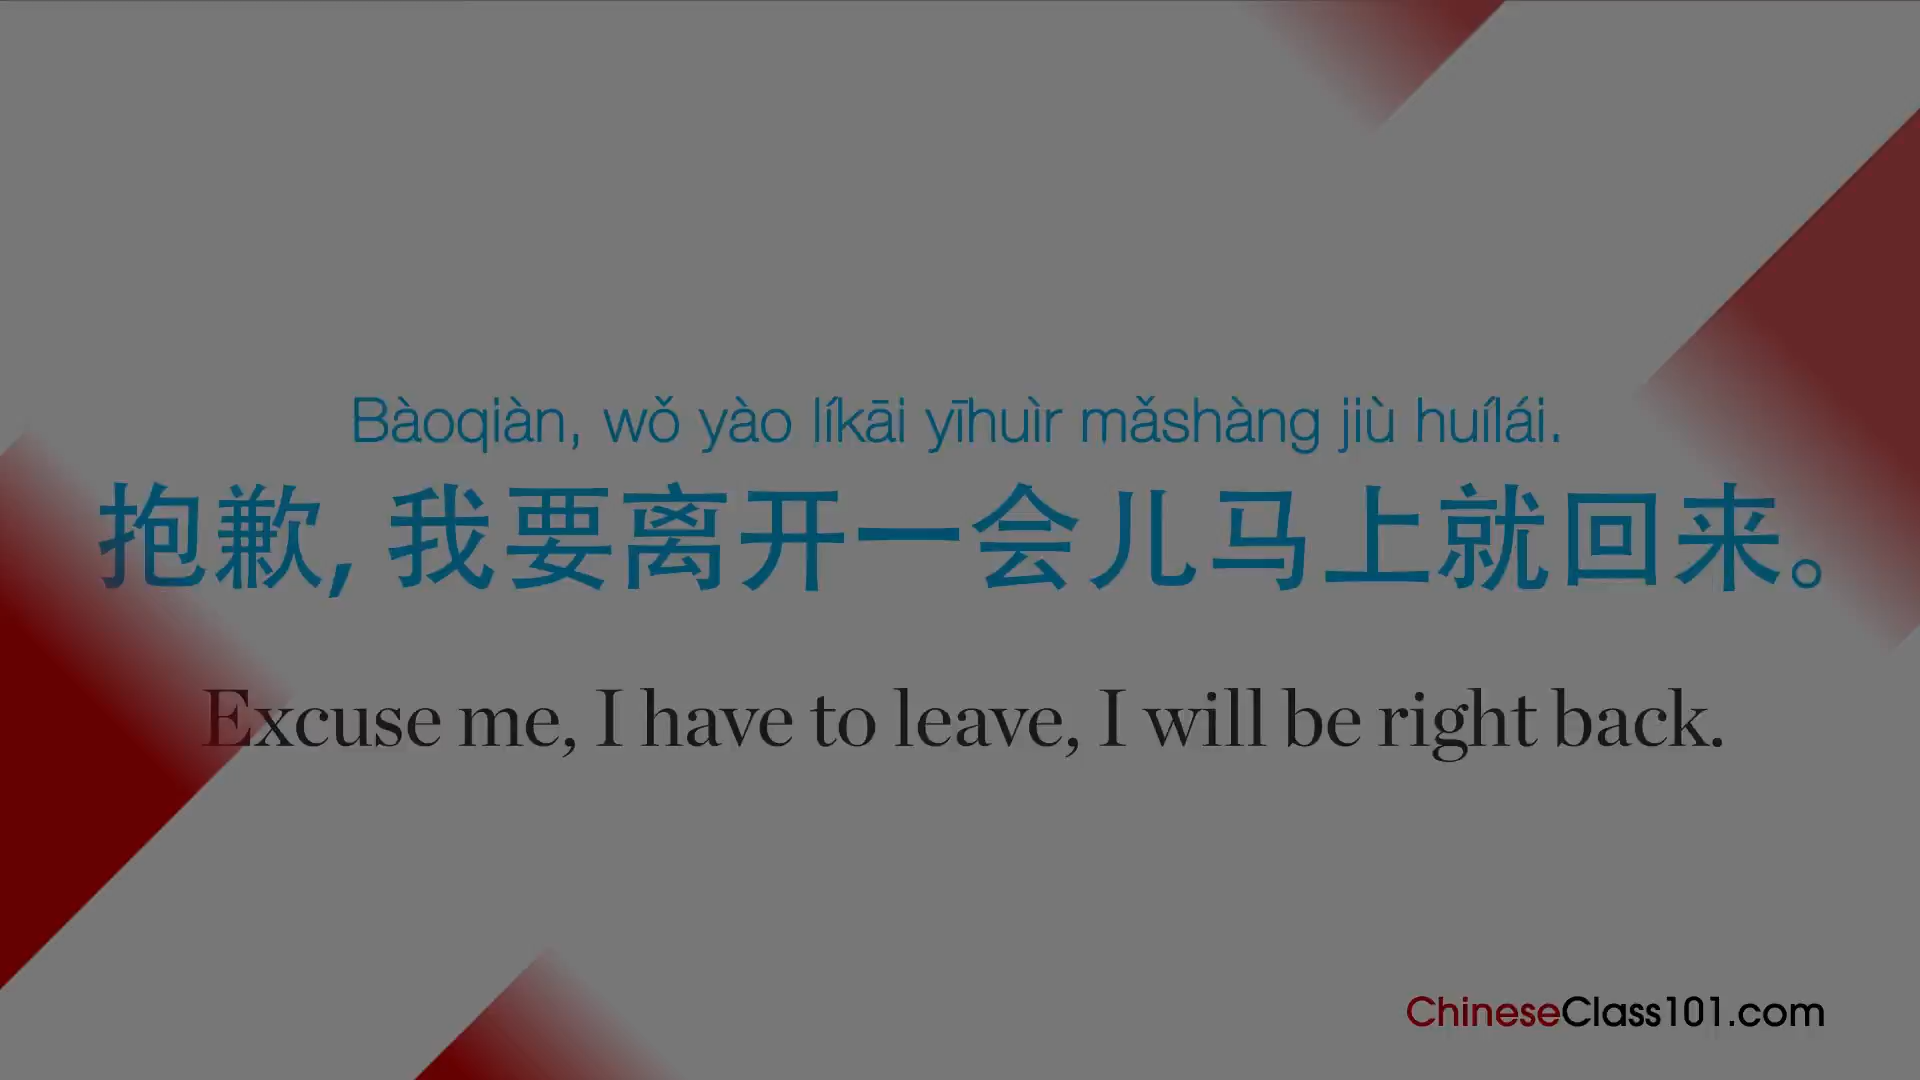 Bàoqiàn, wǒ yào líkāi yīhuìr mǎshàng jiù huílái.
抱歉, 我要离开一会儿马上就回来。
Excuse me, I have to leave, I will be right back.
ChineseClass101.com